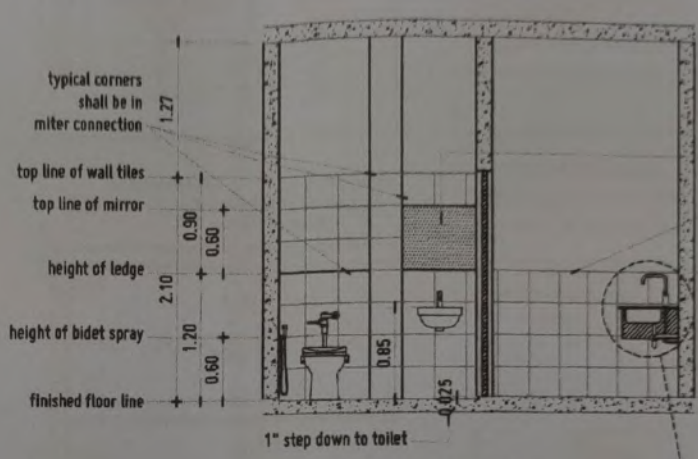 typical corners
shall be in
miter connection
1.27
top line of wall tiles
top line of mirror
0.90
0.60
height of ledge
2.10
1.20
height of bidet spray
0.60
0.85
finished floor line
0.025
1" step down to toilet